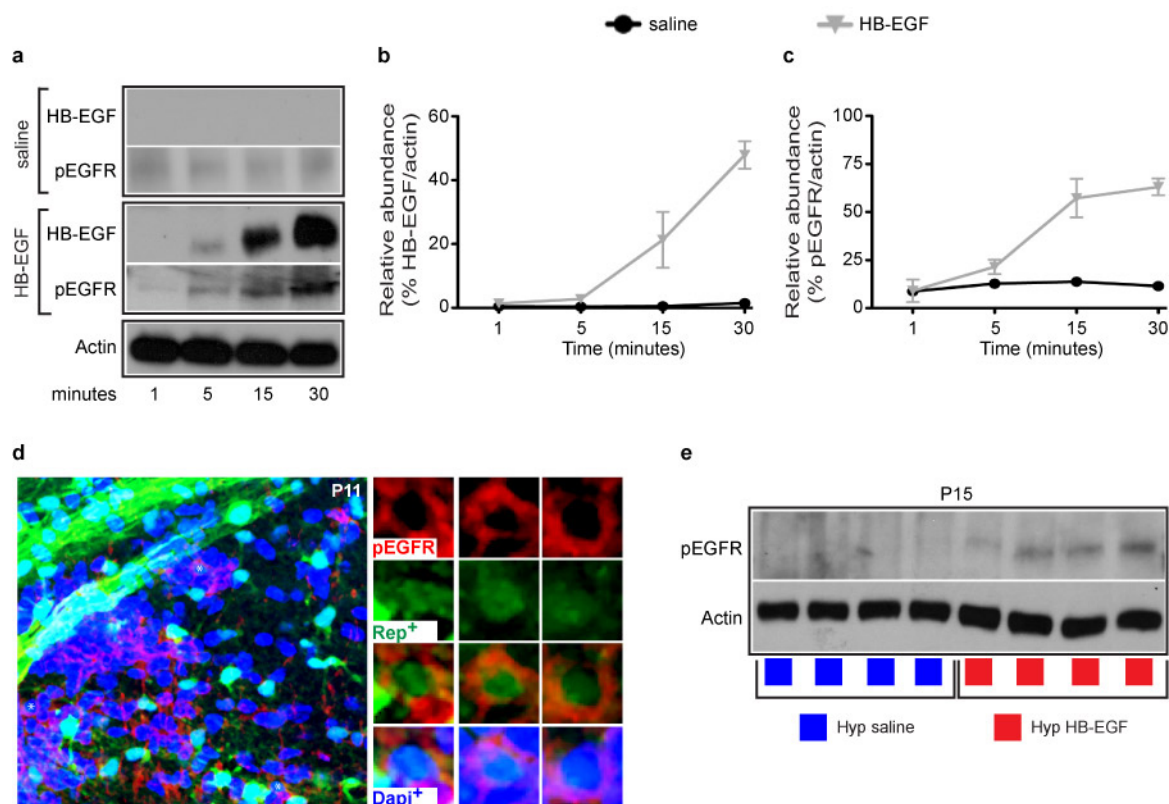 saline
HB-EGF
a
saline
HB-EGF
pEGFR
HB-EGF
HB-EGF
pEGFR
Actin
minutes 1 5 15 30
b
Relative abundance
(% HB-EGF/actin)
60
40
20
0
1 5 15 30
Time (minutes)
c
Relative abundance
(% pEGFR/actin)
100
75
50
25
0
1 5 15 30
Time (minutes)
d
P11
* * *
pEGFR
Rep+
Dapi+
e
P15
pEGFR
Actin
Hyp saline
Hyp HB-EGF